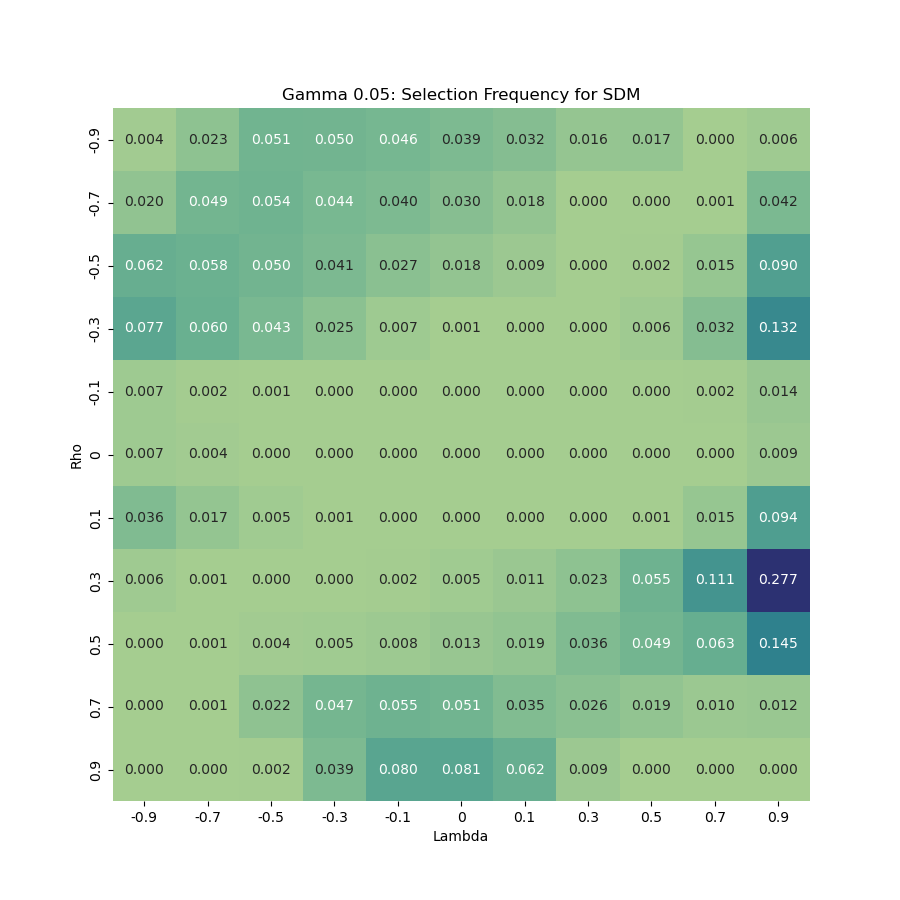 Gamma 0.05: Selection Frequency for SDM
-0.9 0.004 0.023 0.051 0.050 0.046 0.039 0.032 0.016 0.017 0.000 0.006
-0.7 0.020 0.049 0.054 0.044 0.040 0.030 0.018 0.000 0.000 0.001 0.042
-0.5 0.062 0.058 0.050 0.041 0.027 0.018 0.009 0.000 0.002 0.015 0.090
-0.3 0.077 0.060 0.043 0.025 0.007 0.001 0.000 0.000 0.006 0.032 0.132
-0.1 0.007 0.002 0.001 0.000 0.000 0.000 0.000 0.000 0.000 0.002 0.014
Rho
0 0.007 0.004 0.000 0.000 0.000 0.000 0.000 0.000 0.000 0.000 0.009
0.1 0.036 0.017 0.005 0.001 0.000 0.000 0.000 0.000 0.001 0.015 0.094
0.3 0.006 0.001 0.000 0.000 0.002 0.005 0.011 0.023 0.055 0.111 0.277
0.5 0.000 0.001 0.004 0.005 0.008 0.013 0.019 0.036 0.049 0.063 0.145
0.7 0.000 0.001 0.022 0.047 0.055 0.051 0.035 0.026 0.019 0.010 0.012
0.9 0.000 0.000 0.002 0.039 0.080 0.081 0.062 0.009 0.000 0.000 0.000
-0.9 -0.7 -0.5 -0.3 -0.1 0 0.1 0.3 0.5 0.7 0.9
Lambda